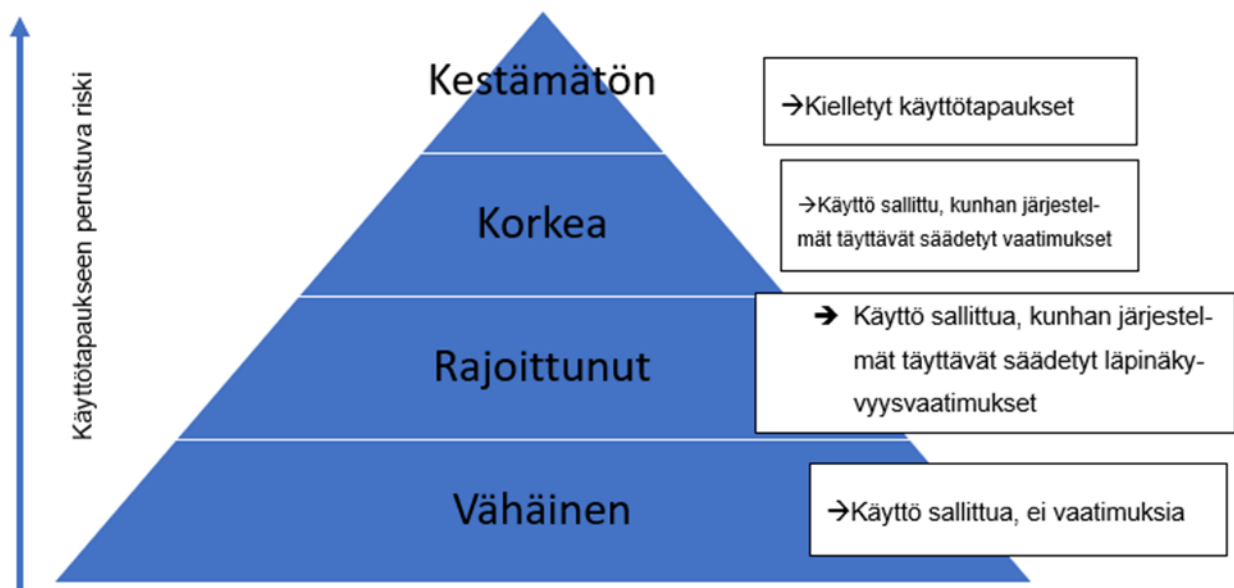 Käyttötapaukseen perustuva riski
Kestämätön
→Kielletyt käyttötapaukset
Korkea
→Käyttö sallittu, kunhan järjestel-
mät täyttävät säädetyt vaatimukset
Rajoittunut
→ Käyttö sallittua, kunhan järjestel-
mät täyttävät säädetyt läpinäky-
vyysvaatimukset
Vähäinen
→Käyttö sallittua, ei vaatimuksia